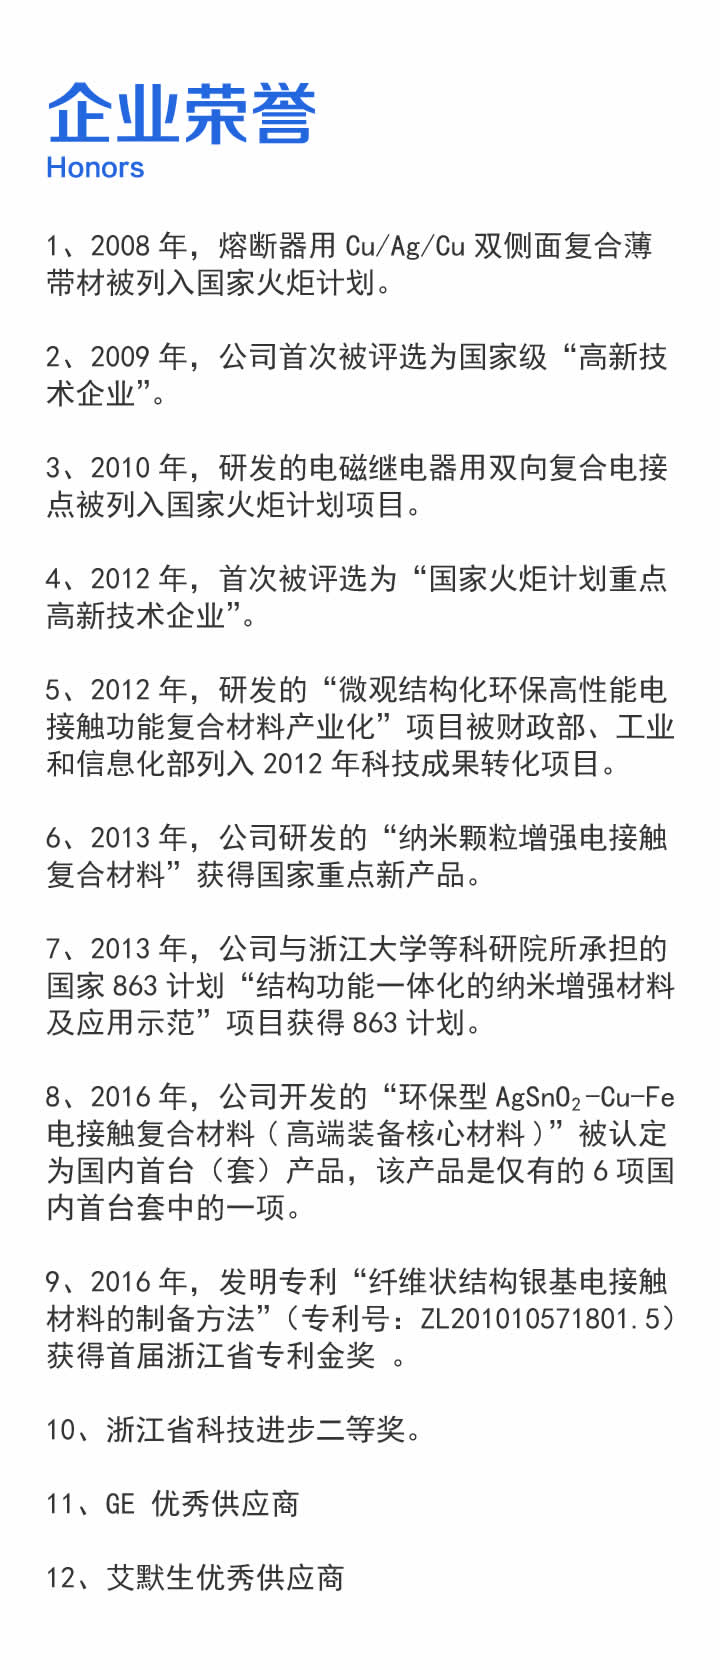 企业荣誉
Honors
1、2008 年，熔断器用 Cu/Ag/Cu 双侧面复合薄
带材被列入国家火炬计划。
2、2009 年，公司首次被评选为国家级“高新技
术企业”。
3、2010 年，研发的电磁继电器用双向复合电接
点被列入国家火炬计划项目。
4、2012 年，首次被评选为“国家火炬计划重点
高新技术企业”。
5、2012 年，研发的“微观结构化环保高性能电
接触功能复合材料产业化”项目被财政部、工业
和信息化部列入 2012 年科技成果转化项目。
6、2013 年，公司研发的“纳米颗粒增强电接触
复合材料”获得国家重点新产品。
7、2013 年，公司与浙江大学等科研院所承担的
国家 863 计划“结构功能一体化的纳米增强材料
及应用示范”项目获得 863 计划。
8、2016 年，公司开发的“环保型 AgSnO₂-Cu-Fe
电接触复合材料（高端装备核心材料）”被认定
为国内首台（套）产品，该产品是仅有的 6 项国
内首台套中的一项。
9、2016 年，发明专利“纤维状结构银基电接触
材料的制备方法”（专利号：ZL201010571801.5）
获得首届浙江省专利金奖 。
10、浙江省科技进步二等奖。
11、GE 优秀供应商
12、艾默生优秀供应商